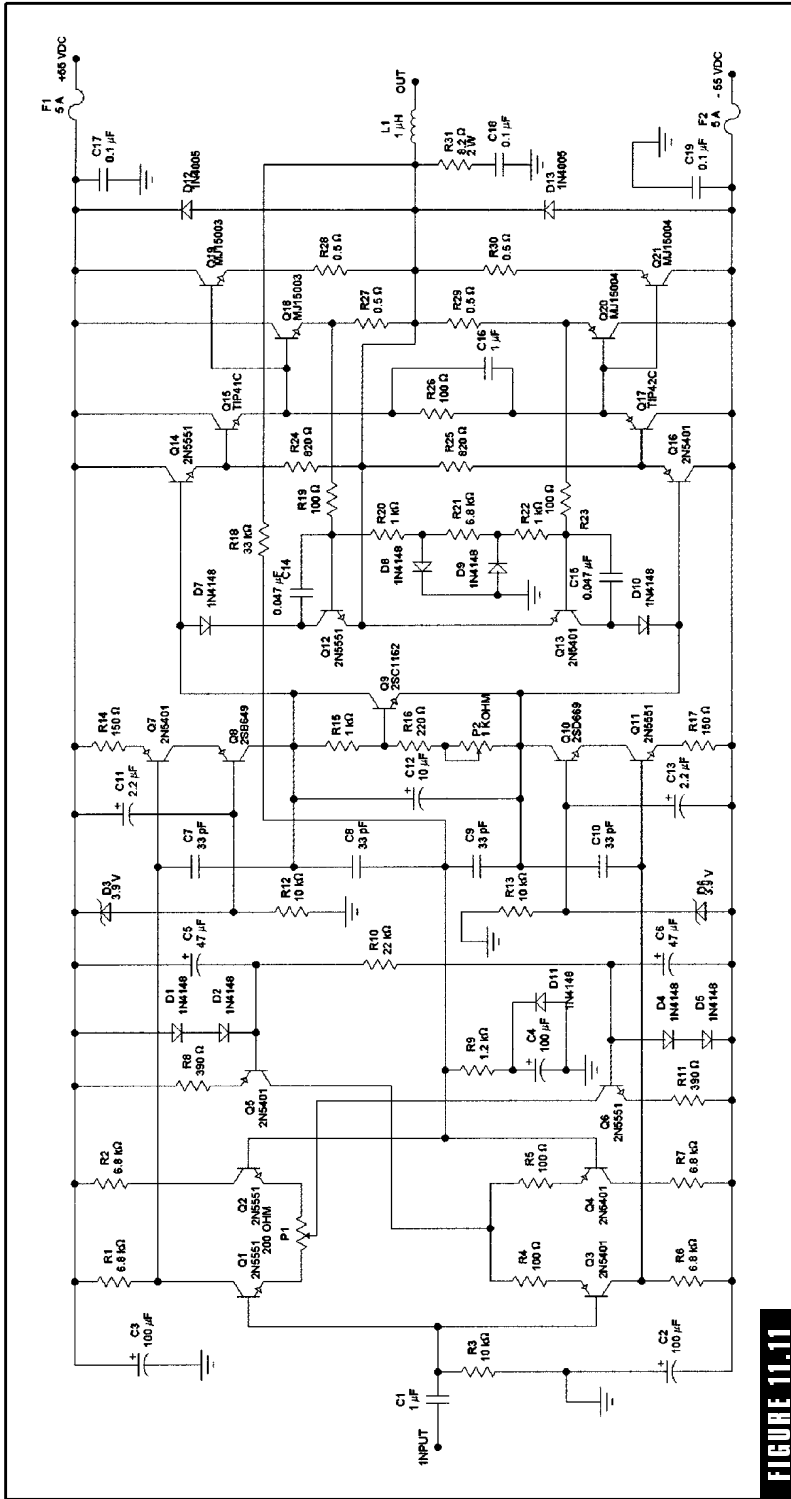 C3
100 µF
R1
6.8 kΩ
R2
6.8 kΩ
R8
390 Ω
D1
1N4148
D2
1N4148
C5
47 µF
D3
3.9 V
C7
33 pF
C11
2.2 µF
R14
150 Ω
Q7
2N5401
Q8
2SB649
D7
1N4148
Q14
2N5551
Q15
TIP41C
Q18
MJ15003
Q19
MJ15003
D12
1N4005
C17
0.1 µF
F1
5 A
VDC
Q1
2N5551
Q2
2N5551
200 OHM
P1
Q5
2N5401
R10
22 kΩ
R12
10 kΩ
C8
33 pF
R15
1 kΩ
R18
33 kΩ
C14
0.047 µF
Q12
2N5551
R19
100 Ω
R24
820 Ω
R27
0.5 Ω
R28
0.5 Ω
INPUT
C1
1 µF
R3
10 kΩ
R4
100 Ω
R5
100 Ω
Q3
2N5401
Q4
2N5401
R9
1.2 kΩ
C4
100 µF
D11
1N4148
R13
10 kΩ
C9
33 pF
C12
10 µF
R16
220 Ω
P2
1 KOHM
Q9
2SC1162
D8
1N4148
D9
1N4148
R20
1 kΩ
R21
6.8 kΩ
R22
1 kΩ
R25
820 Ω
R26
100 Ω
C16
1 µF
R29
0.5 Ω
R30
0.5 Ω
R31
8.2 Ω
2 W
L1
1 µH
OUT
C18
0.1 µF
C2
100 µF
R6
6.8 kΩ
R7
6.8 kΩ
Q6
2N5551
R11
390 Ω
D4
1N4148
D5
1N4148
C6
47 µF
D6
3.9 V
C10
33 pF
C13
2.2 µF
Q10
2SD669
Q11
2N5551
R17
150 Ω
Q13
2N5401
100 Ω
R23
C15
0.047 µF
D10
1N4148
Q16
2N5401
Q17
TIP42C
Q20
MJ15004
Q21
MJ15004
D13
1N4005
C19
0.1 µF
F2
5 A
VDC
FIGURE 11.11